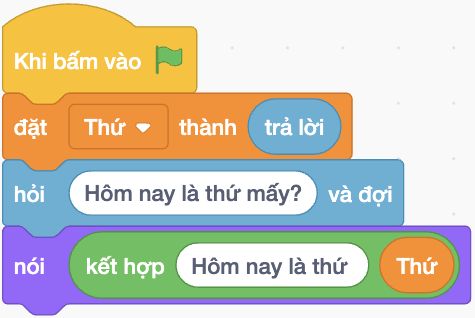 Khi bấm vào
đặt Thứ thành trả lời
hỏi Hôm nay là thứ mấy? và đợi
nói kết hợp Hôm nay là thứ Thứ